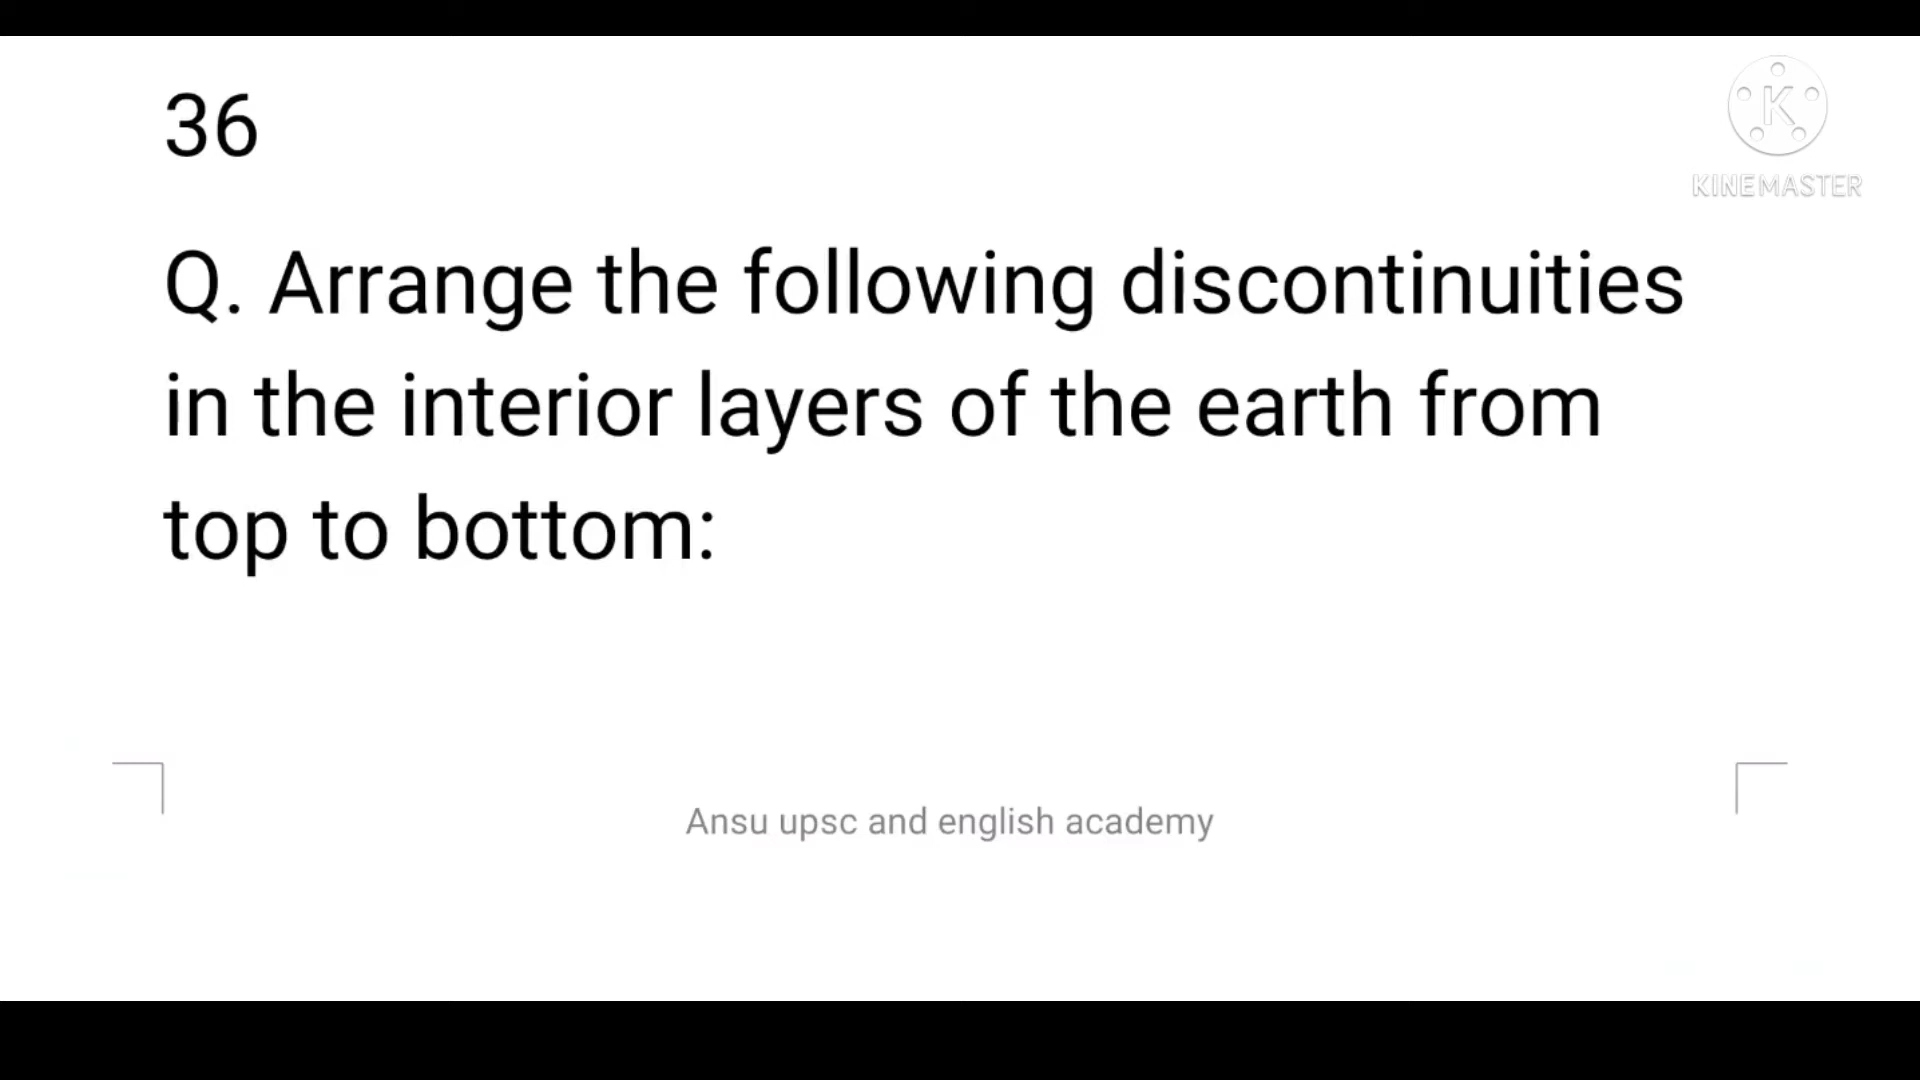 36
K
KINEMASTER
Q. Arrange the following discontinuities
in the interior layers of the earth from
top to bottom:
Ansu upsc and english academy